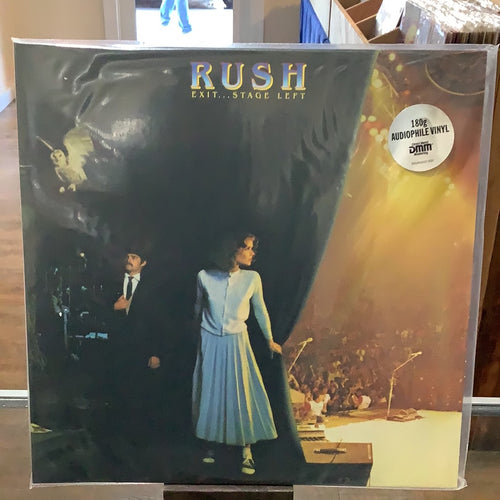 RUSH
EXIT...STAGE LEFT
180g
AUDIOPHILE VINYL
DMM